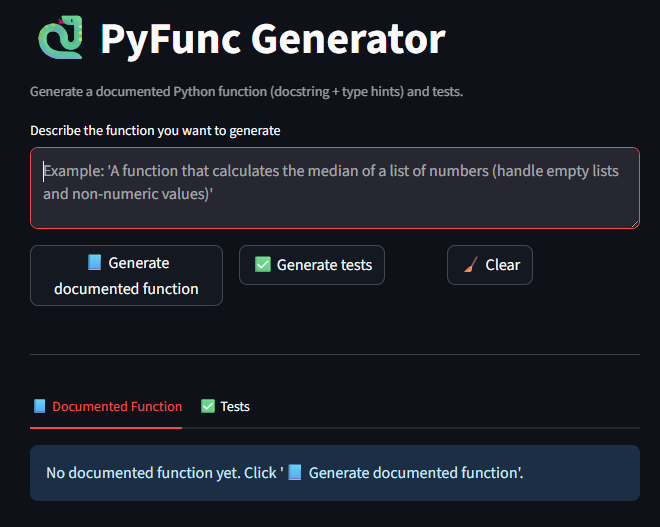 PyFunc Generator
Generate a documented Python function (docstring + type hints) and tests.
Describe the function you want to generate
Example: 'A function that calculates the median of a list of numbers (handle empty lists
and non-numeric values)'
Generate
documented function
Generate tests
Clear
Documented Function
Tests
No documented function yet. Click ' 📘 Generate documented function'.